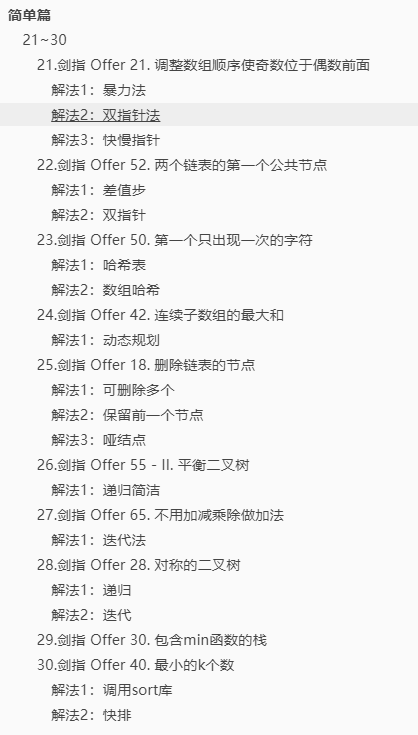 简单篇
21~30
21.剑指 Offer 21. 调整数组顺序使奇数位于偶数前面
解法1：暴力法
解法2：双指针法
解法3：快慢指针
22.剑指 Offer 52. 两个链表的第一个公共节点
解法1：差值步
解法2：双指针
23.剑指 Offer 50. 第一个只出现一次的字符
解法1：哈希表
解法2：数组哈希
24.剑指 Offer 42. 连续子数组的最大和
解法1：动态规划
25.剑指 Offer 18. 删除链表的节点
解法1：可删除多个
解法2：保留前一个节点
解法3：哑结点
26.剑指 Offer 55 - II. 平衡二叉树
解法1：递归简洁
27.剑指 Offer 65. 不用加减乘除做加法
解法1：迭代法
28.剑指 Offer 28. 对称的二叉树
解法1：递归
解法2：迭代
29.剑指 Offer 30. 包含min函数的栈
30.剑指 Offer 40. 最小的k个数
解法1：调用sort库
解法2：快排